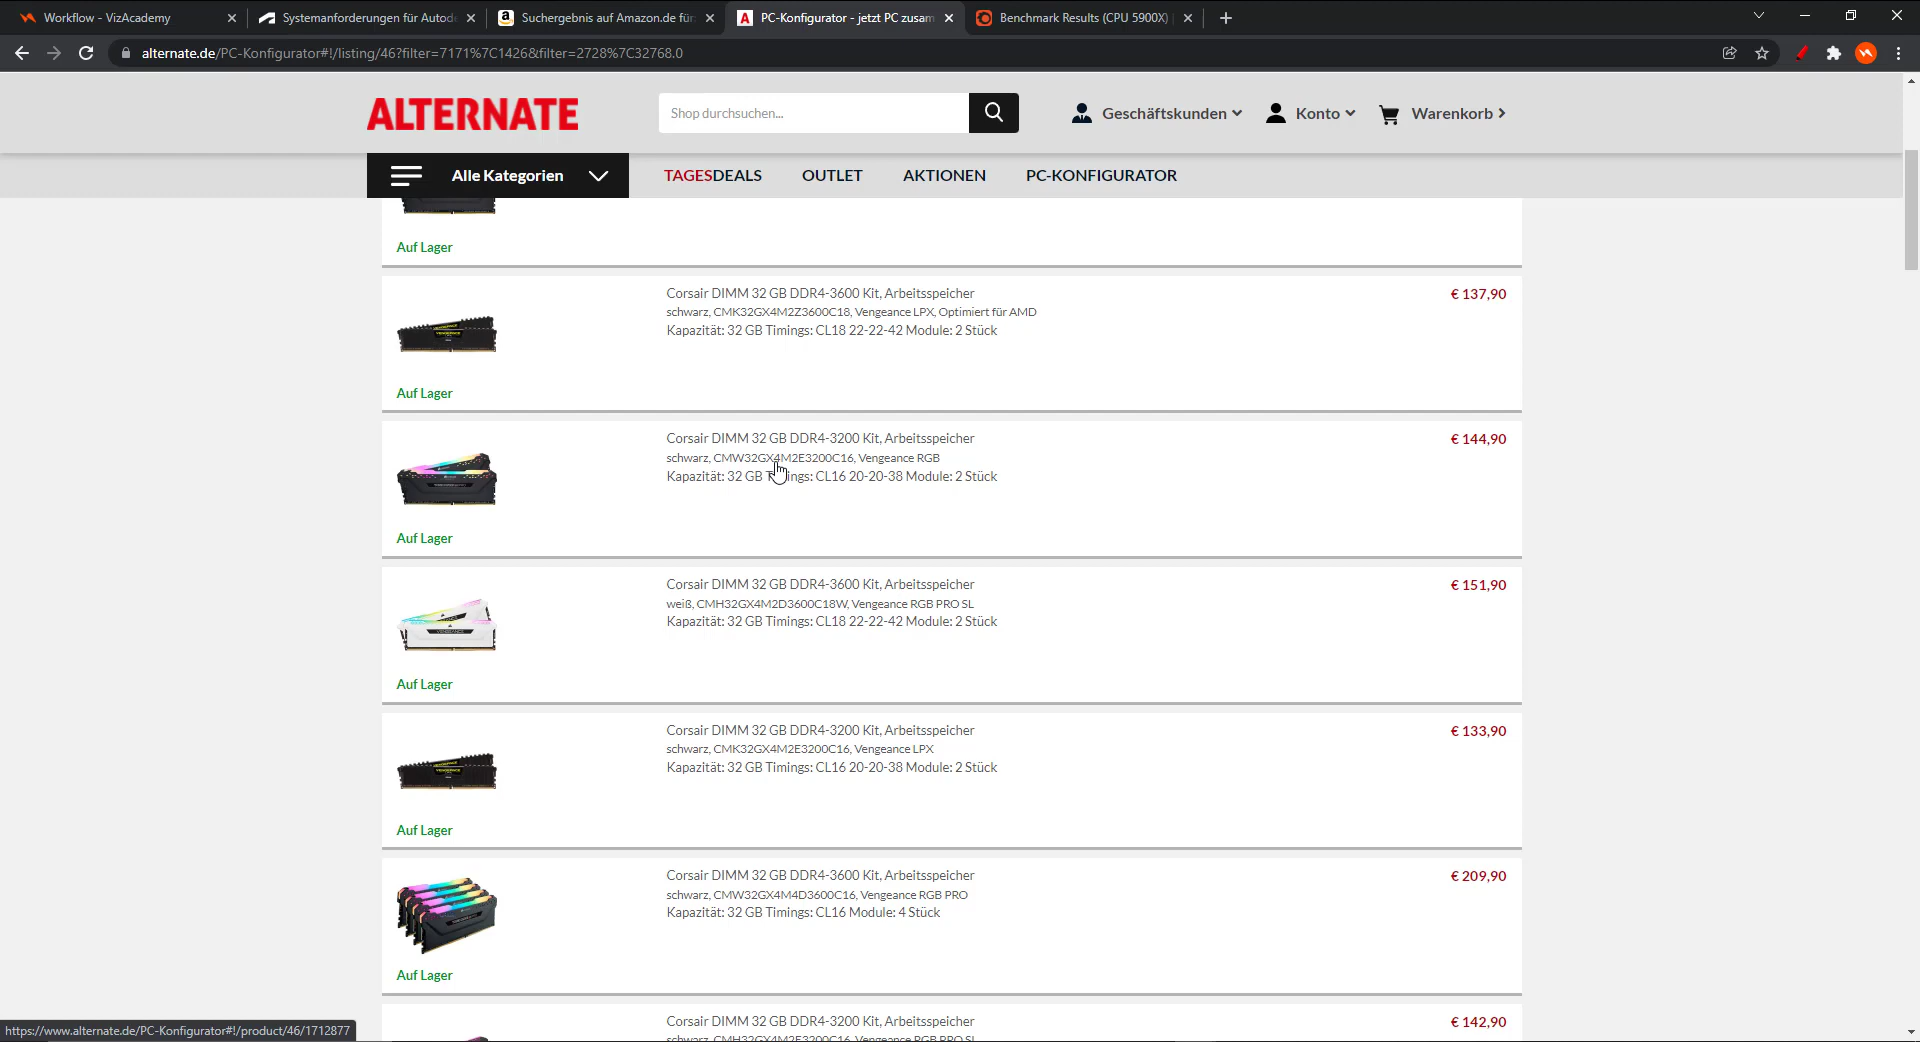 Workflow - VizAcademy
Systemanforderungen für Autode
Suchergebnis auf Amazon.de für
PC-Konfigurator - jetzt PC zusam
Benchmark Results (CPU 5900X)
alternate.de/PC-Konfigurator#!/listing/46?filter=7171%7C1426&filter=2728%7C32768.0
ALTERNATE
Shop durchsuchen...
Geschäftskunden
Konto
Warenkorb
Alle Kategorien
TAGESDEALS
OUTLET
AKTIONEN
PC-KONFIGURATOR
Auf Lager
Corsair DIMM 32 GB DDR4-3600 Kit, Arbeitsspeicher
€ 137,90
schwarz, CMK32GX4M2Z3600C18, Vengeance LPX, Optimiert für AMD
Kapazität: 32 GB Timings: CL18 22-22-42 Module: 2 Stück
Auf Lager
Corsair DIMM 32 GB DDR4-3200 Kit, Arbeitsspeicher
€ 144,90
schwarz, CMW32GX4M2E3200C16, Vengeance RGB
Kapazität: 32 GB Timings: CL16 20-20-38 Module: 2 Stück
Auf Lager
Corsair DIMM 32 GB DDR4-3600 Kit, Arbeitsspeicher
€ 151,90
weiß, CMH32GX4M2D3600C18W, Vengeance RGB PRO SL
Kapazität: 32 GB Timings: CL18 22-22-42 Module: 2 Stück
Auf Lager
Corsair DIMM 32 GB DDR4-3200 Kit, Arbeitsspeicher
€ 133,90
schwarz, CMK32GX4M2E3200C16, Vengeance LPX
Kapazität: 32 GB Timings: CL16 20-20-38 Module: 2 Stück
Auf Lager
Corsair DIMM 32 GB DDR4-3600 Kit, Arbeitsspeicher
€ 209,90
schwarz, CMW32GX4M4D3600C16, Vengeance RGB PRO
Kapazität: 32 GB Timings: CL16 Module: 4 Stück
Auf Lager
Corsair DIMM 32 GB DDR4-3200 Kit, Arbeitsspeicher
€ 142,90
schwarz, CMH32GX4M2E3200C16, Vengeance RGB PRO SL
https://www.alternate.de/PC-Konfigurator#!/product/46/1712877